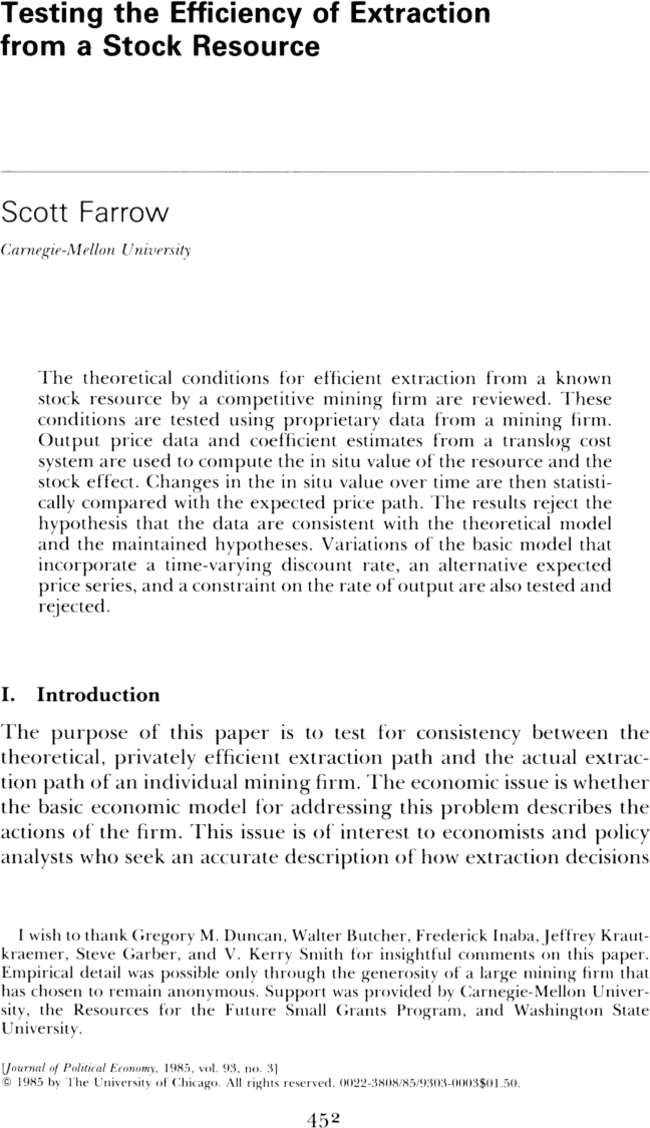 Testing the Efficiency of Extraction
from a Stock Resource
Scott Farrow
Carnegie-Mellon University
The theoretical conditions for efficient extraction from a known
stock resource by a competitive mining firm are reviewed. These
conditions are tested using proprietary data from a mining firm.
Output price data and coefficient estimates from a translog cost
system are used to compute the in situ value of the resource and the
stock effect. Changes in the in situ value over time are then statisti-
cally compared with the expected price path. The results reject the
hypothesis that the data are consistent with the theoretical model
and the maintained hypotheses. Variations of the basic model that
incorporate a time-varying discount rate, an alternative expected
price series, and a constraint on the rate of output are also tested and
rejected.
I. Introduction
The purpose of this paper is to test for consistency between the
theoretical, privately efficient extraction path and the actual extrac-
tion path of an individual mining firm. The economic issue is whether
the basic economic model for addressing this problem describes the
actions of the firm. This issue is of interest to economists and policy
analysts who seek an accurate description of how extraction decisions
I wish to thank Gregory M. Duncan, Walter Butcher, Frederick Inaba, Jeffrey Kraut-
kraemer, Steve Garber, and V. Kerry Smith for insightful comments on this paper.
Empirical detail was possible only through the generosity of a large mining firm that
has chosen to remain anonymous. Support was provided by Carnegie-Mellon Univer-
sity, the Resources for the Future Small Grants Program, and Washington State
University.
[Journal of Political Economy, 1985, vol. 93, no. 3]
© 1985 by The University of Chicago. All rights reserved. 0022-3808/85/9303-0003$01.50.
452